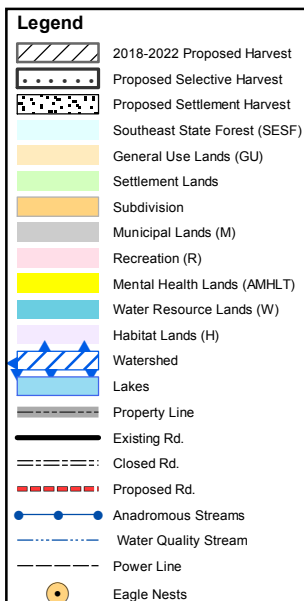 Legend
2018-2022 Proposed Harvest
Proposed Selective Harvest
Proposed Settlement Harvest
Southeast State Forest (SESF)
General Use Lands (GU)
Settlement Lands
Subdivision
Municipal Lands (M)
Recreation (R)
Mental Health Lands (AMHLT)
Water Resource Lands (W)
Habitat Lands (H)
Watershed
Lakes
Property Line
Existing Rd.
Closed Rd.
Proposed Rd.
Anadromous Streams
Water Quality Stream
Power Line
Eagle Nests